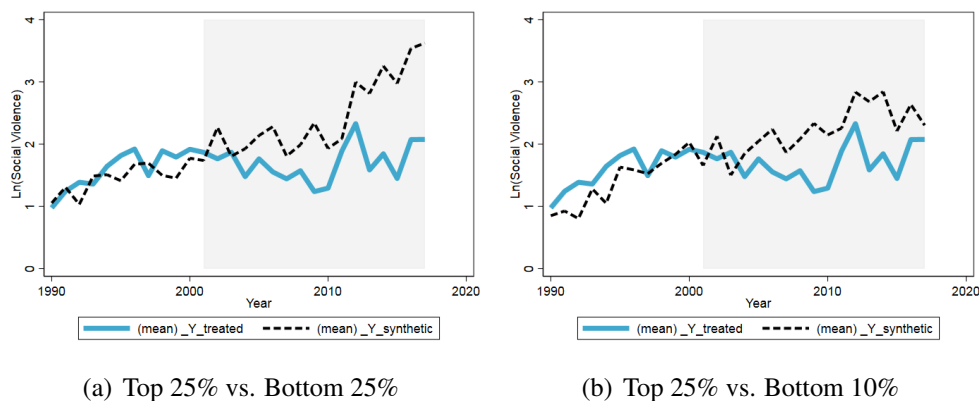 4
3
2
1
0
Ln(Social Violence)
1990
2000
2010
2020
Year
(mean) _Y_treated
(mean) _Y_synthetic
(a) Top 25% vs. Bottom 25%
4
3
2
1
0
Ln(Social Violence)
1990
2000
2010
2020
Year
(mean) _Y_treated
(mean) _Y_synthetic
(b) Top 25% vs. Bottom 10%